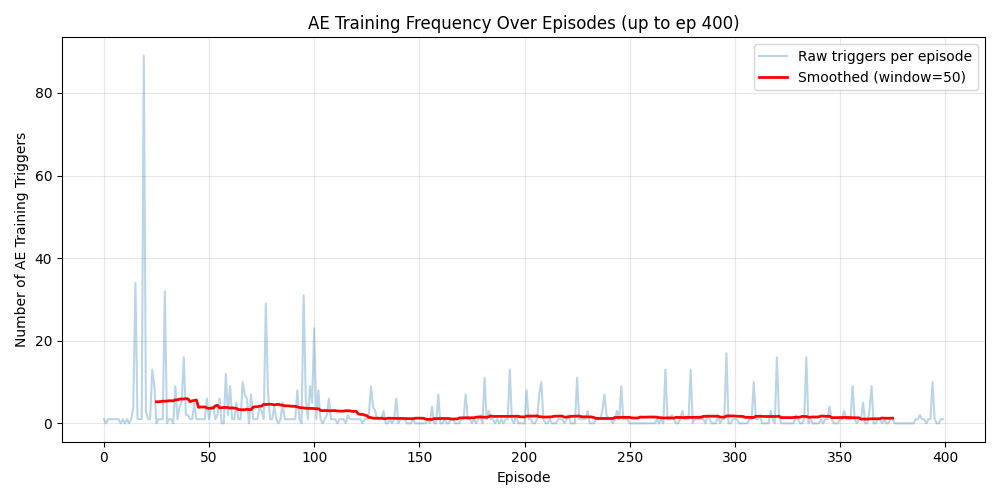 AE Training Frequency Over Episodes (up to ep 400)
Raw triggers per episode
Smoothed (window=50)
Number of AE Training Triggers
80
60
40
20
0
0 50 100 150 200 250 300 350 400
Episode